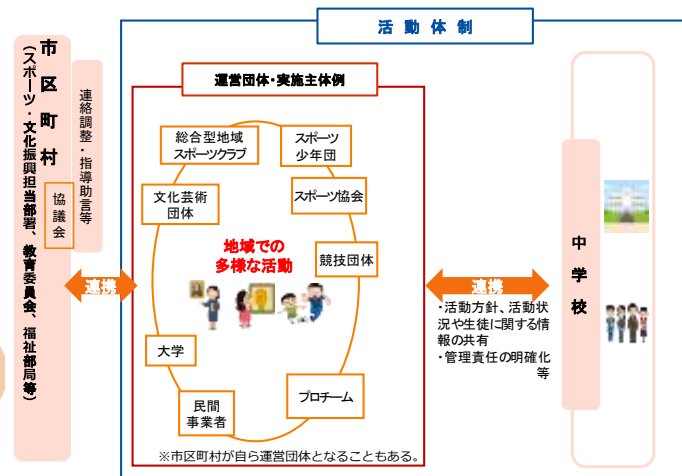 活動体制
市区町村
（スポーツ・文化振興担当部署、教育委員会、福祉部局等）
協議会
連絡調整・指導助言等
連携
運営団体・実施主体例
総合型地域
スポーツクラブ
スポーツ
少年団
文化芸術
団体
スポーツ協会
競技団体
地域での
多様な活動
大学
民間
事業者
プロチーム
※市区町村が自ら運営団体となることもある。
連携
・活動方針、活動状
況や生徒に関する情
報の共有
・管理責任の明確化
等
中学校